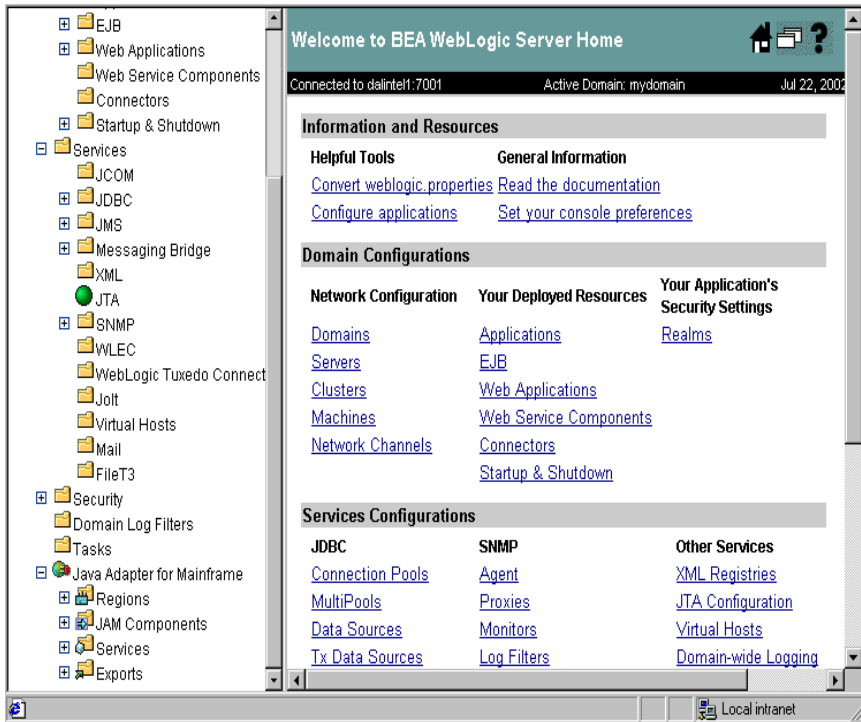 EJB
Web Applications
Web Service Components
Connectors
Startup & Shutdown
Services
JCOM
JDBC
JMS
Messaging Bridge
XML
JTA
SNMP
WLEC
WebLogic Tuxedo Connect
Jolt
Virtual Hosts
Mail
FileT3
Security
Domain Log Filters
Tasks
Java Adapter for Mainframe
Regions
JAM Components
Services
Exports
Welcome to BEA WebLogic Server Home
Connected to dalintel1:7001 Active Domain: mydomain Jul 22, 2002
Information and Resources
Helpful Tools General Information
Convert weblogic.properties Read the documentation
Configure applications Set your console preferences
Domain Configurations
Network Configuration Your Deployed Resources Your Application's
Security Settings
Domains Applications Realms
Servers EJB
Clusters Web Applications
Machines Web Service Components
Network Channels Connectors
Startup & Shutdown
Services Configurations
JDBC SNMP Other Services
Connection Pools Agent XML Registries
MultiPools Proxies JTA Configuration
Data Sources Monitors Virtual Hosts
Tx Data Sources Log Filters Domain-wide Logging
Local intranet